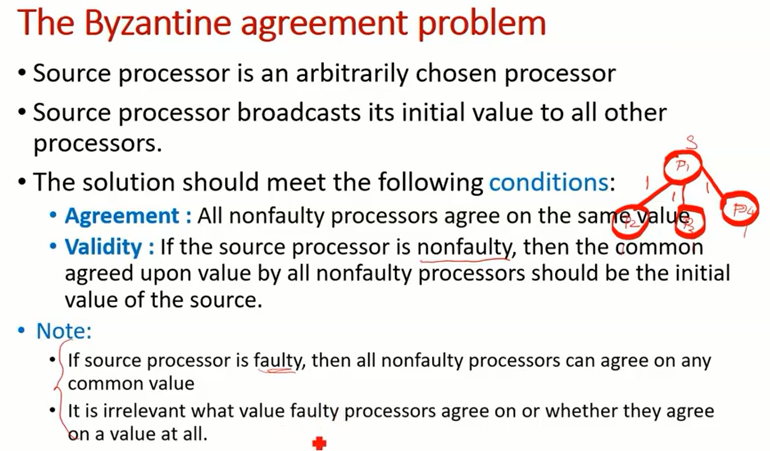 The Byzantine agreement problem
• Source processor is an arbitrarily chosen processor
• Source processor broadcasts its initial value to all other
processors.
S
P1
• The solution should meet the following conditions:
1 1 1
• Agreement : All nonfaulty processors agree on the same value
P2 P3 P4
1
• Validity : If the source processor is nonfaulty, then the common
agreed upon value by all nonfaulty processors should be the initial
value of the source.
• Note:
• If source processor is faulty, then all nonfaulty processors can agree on any
common value
• It is irrelevant what value faulty processors agree on or whether they agree
on a value at all.